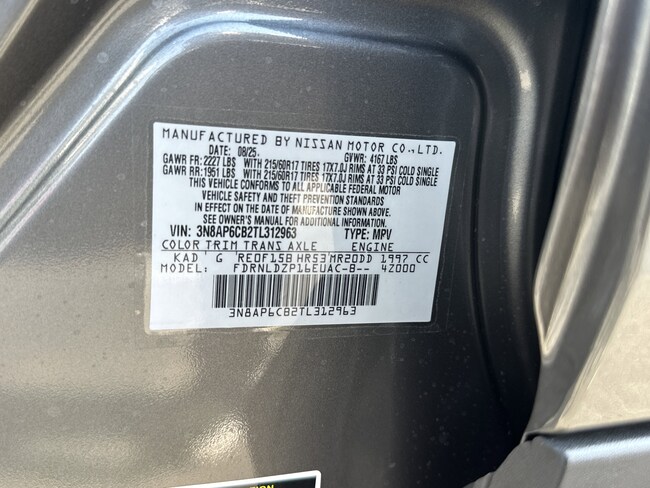 MANUFACTURED BY NISSAN MOTOR CO.,LTD.
DATE: 08/25. GVWR: 4167 LBS
GAWR FR: 2227 LBS WITH 215/60R17 TIRES 17X7.0J RIMS AT 33 PSI COLD SINGLE
GAWR RR: 1951 LBS WITH 215/60R17 TIRES 17X7.0J RIMS AT 33 PSI COLD SINGLE
THIS VEHICLE CONFORMS TO ALL APPLICABLE FEDERAL MOTOR
VEHICLE SAFETY AND THEFT PREVENTION STANDARDS
IN EFFECT ON THE DATE OF MANUFACTURE SHOWN ABOVE.
SEE OWNER'S MANUAL FOR ADDITIONAL INFORMATION.
VIN: 3N8AP6CB2TL312963 TYPE: MPV
COLOR TRIM TRANS AXLE ENGINE
KAD ' G ' RE0F15B HR53 ' MR20DD 1997 CC
MODEL: FDRNLDZP16EUAC-B-- 4Z000
3N8AP6CB2TL312963